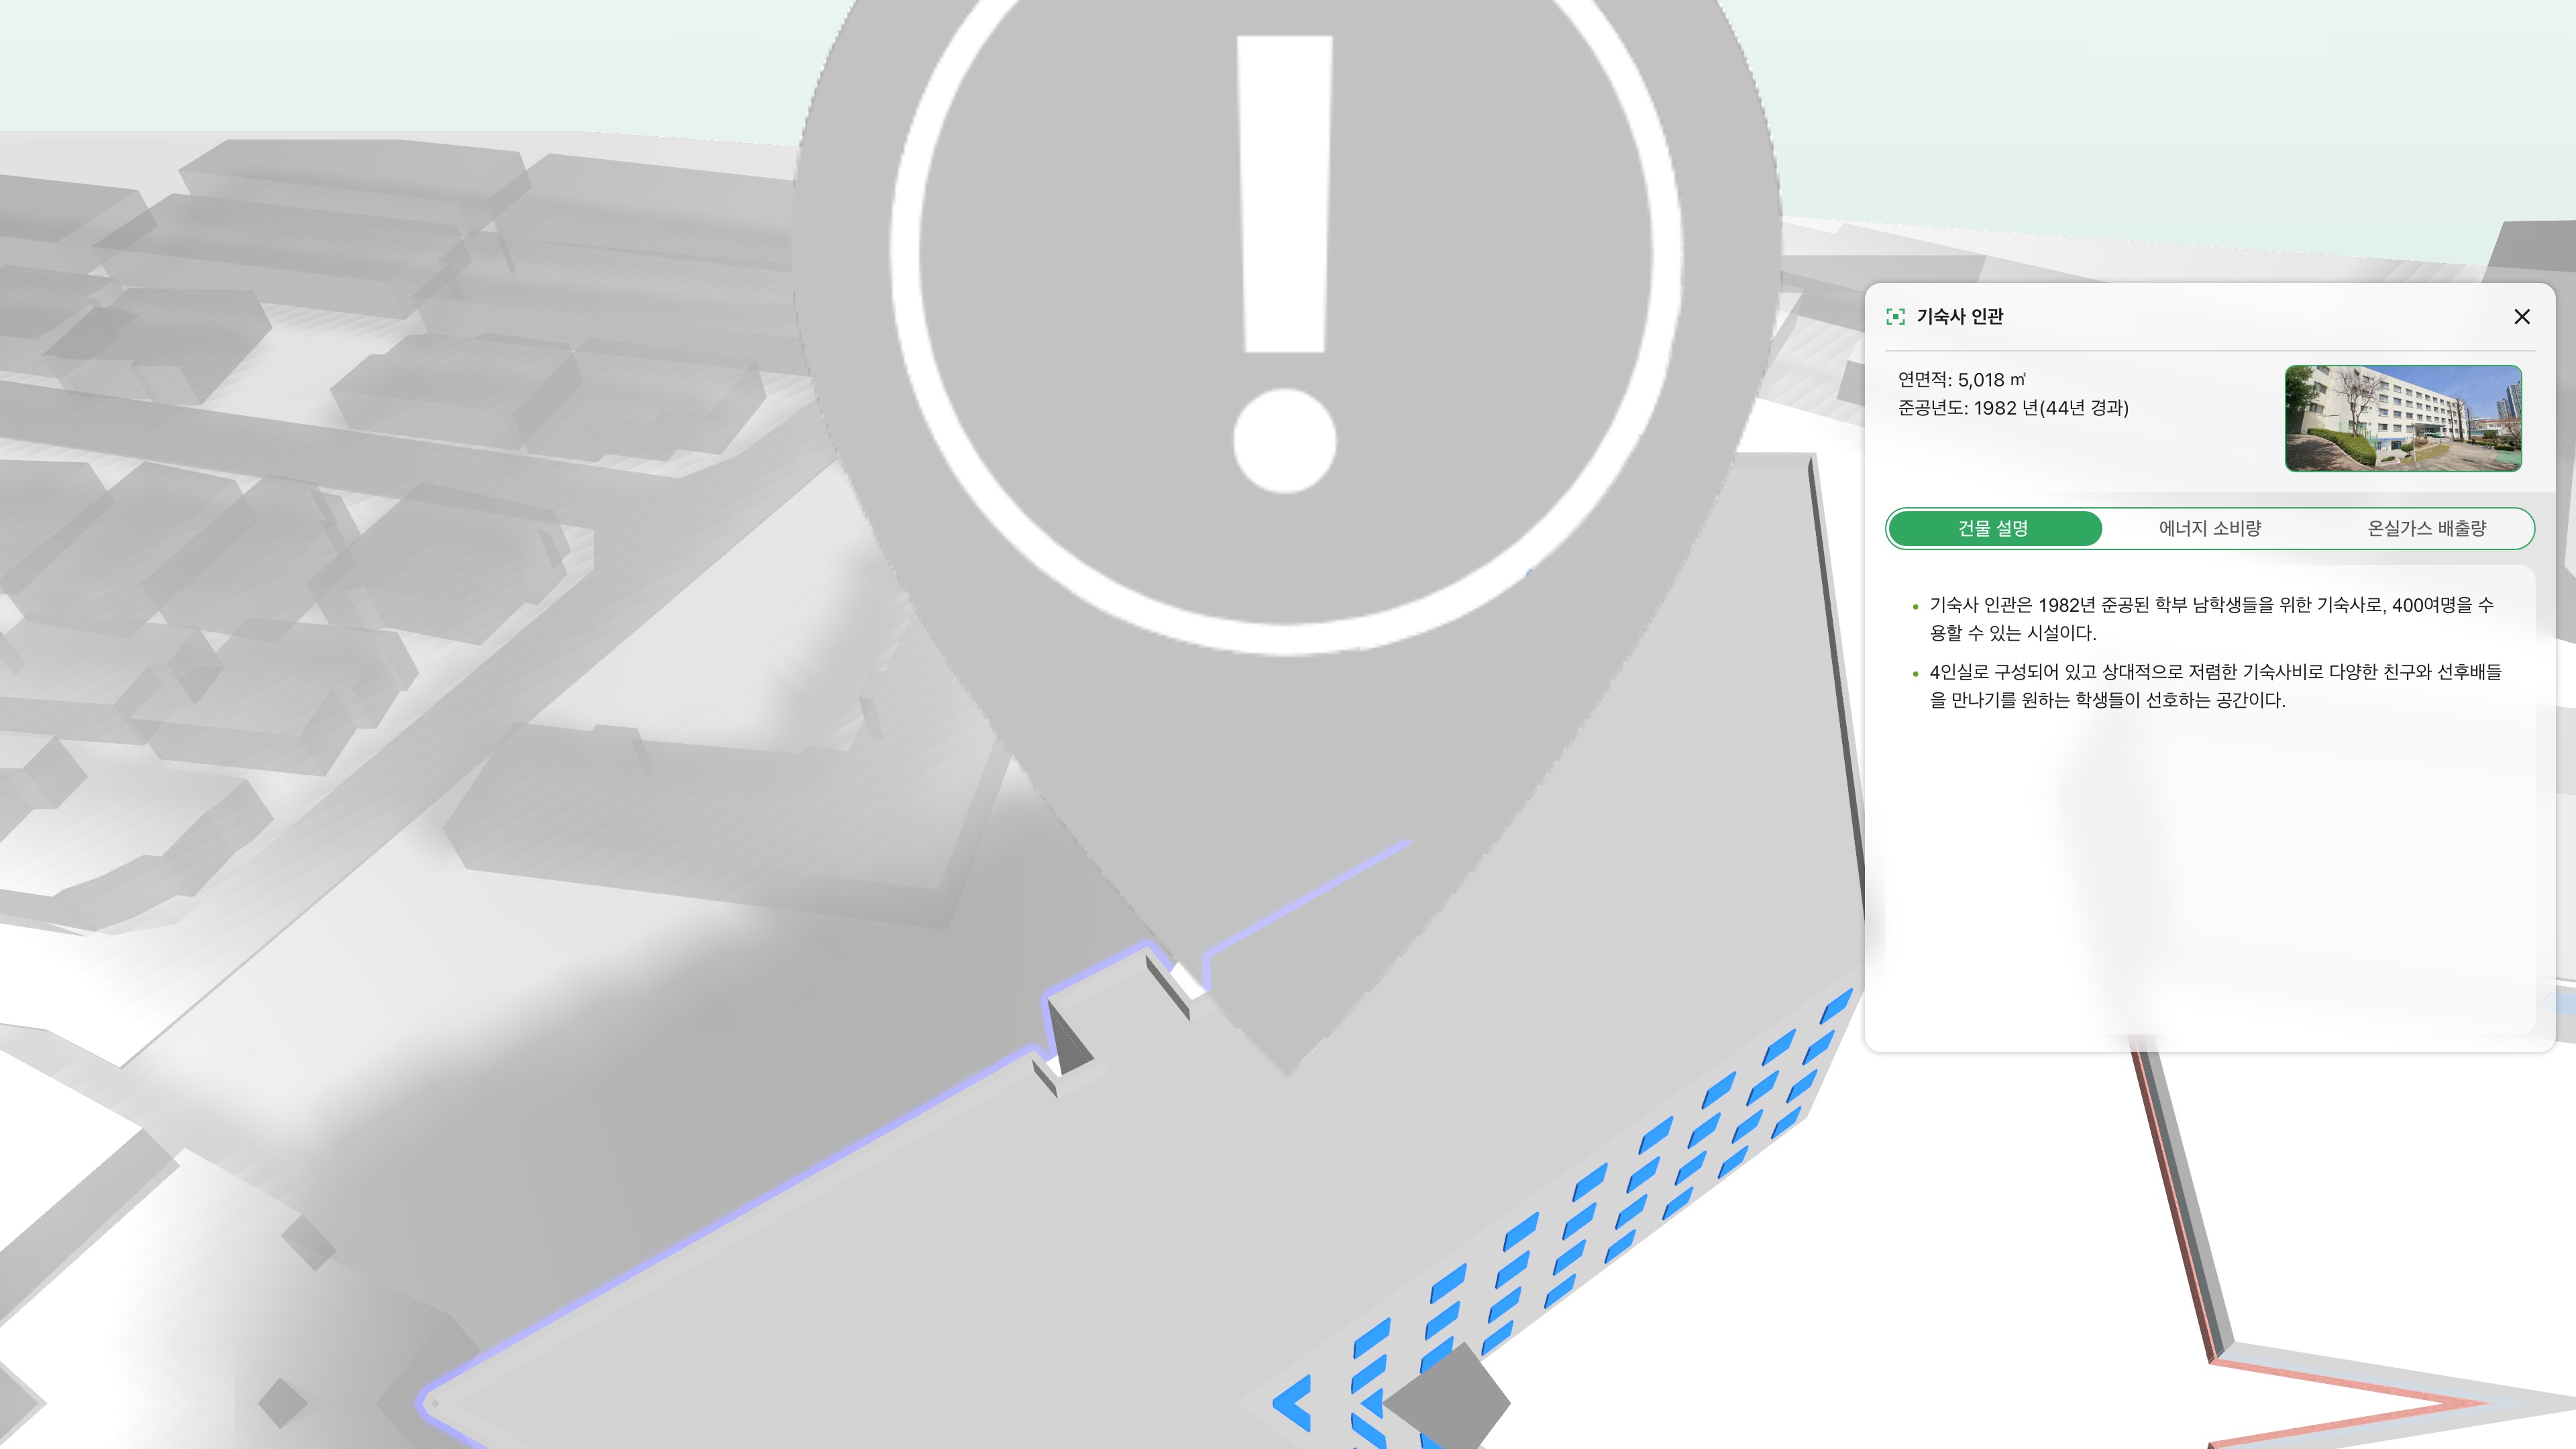 기숙사 인관
연면적: 5,018 ㎡
준공년도: 1982 년(44년 경과)
건물 설명
에너지 소비량
온실가스 배출량
기숙사 인관은 1982년 준공된 학부 남학생들을 위한 기숙사로, 400여명을 수
용할 수 있는 시설이다.
4인실로 구성되어 있고 상대적으로 저렴한 기숙사비로 다양한 친구와 선후배들
을 만나기를 원하는 학생들이 선호하는 공간이다.